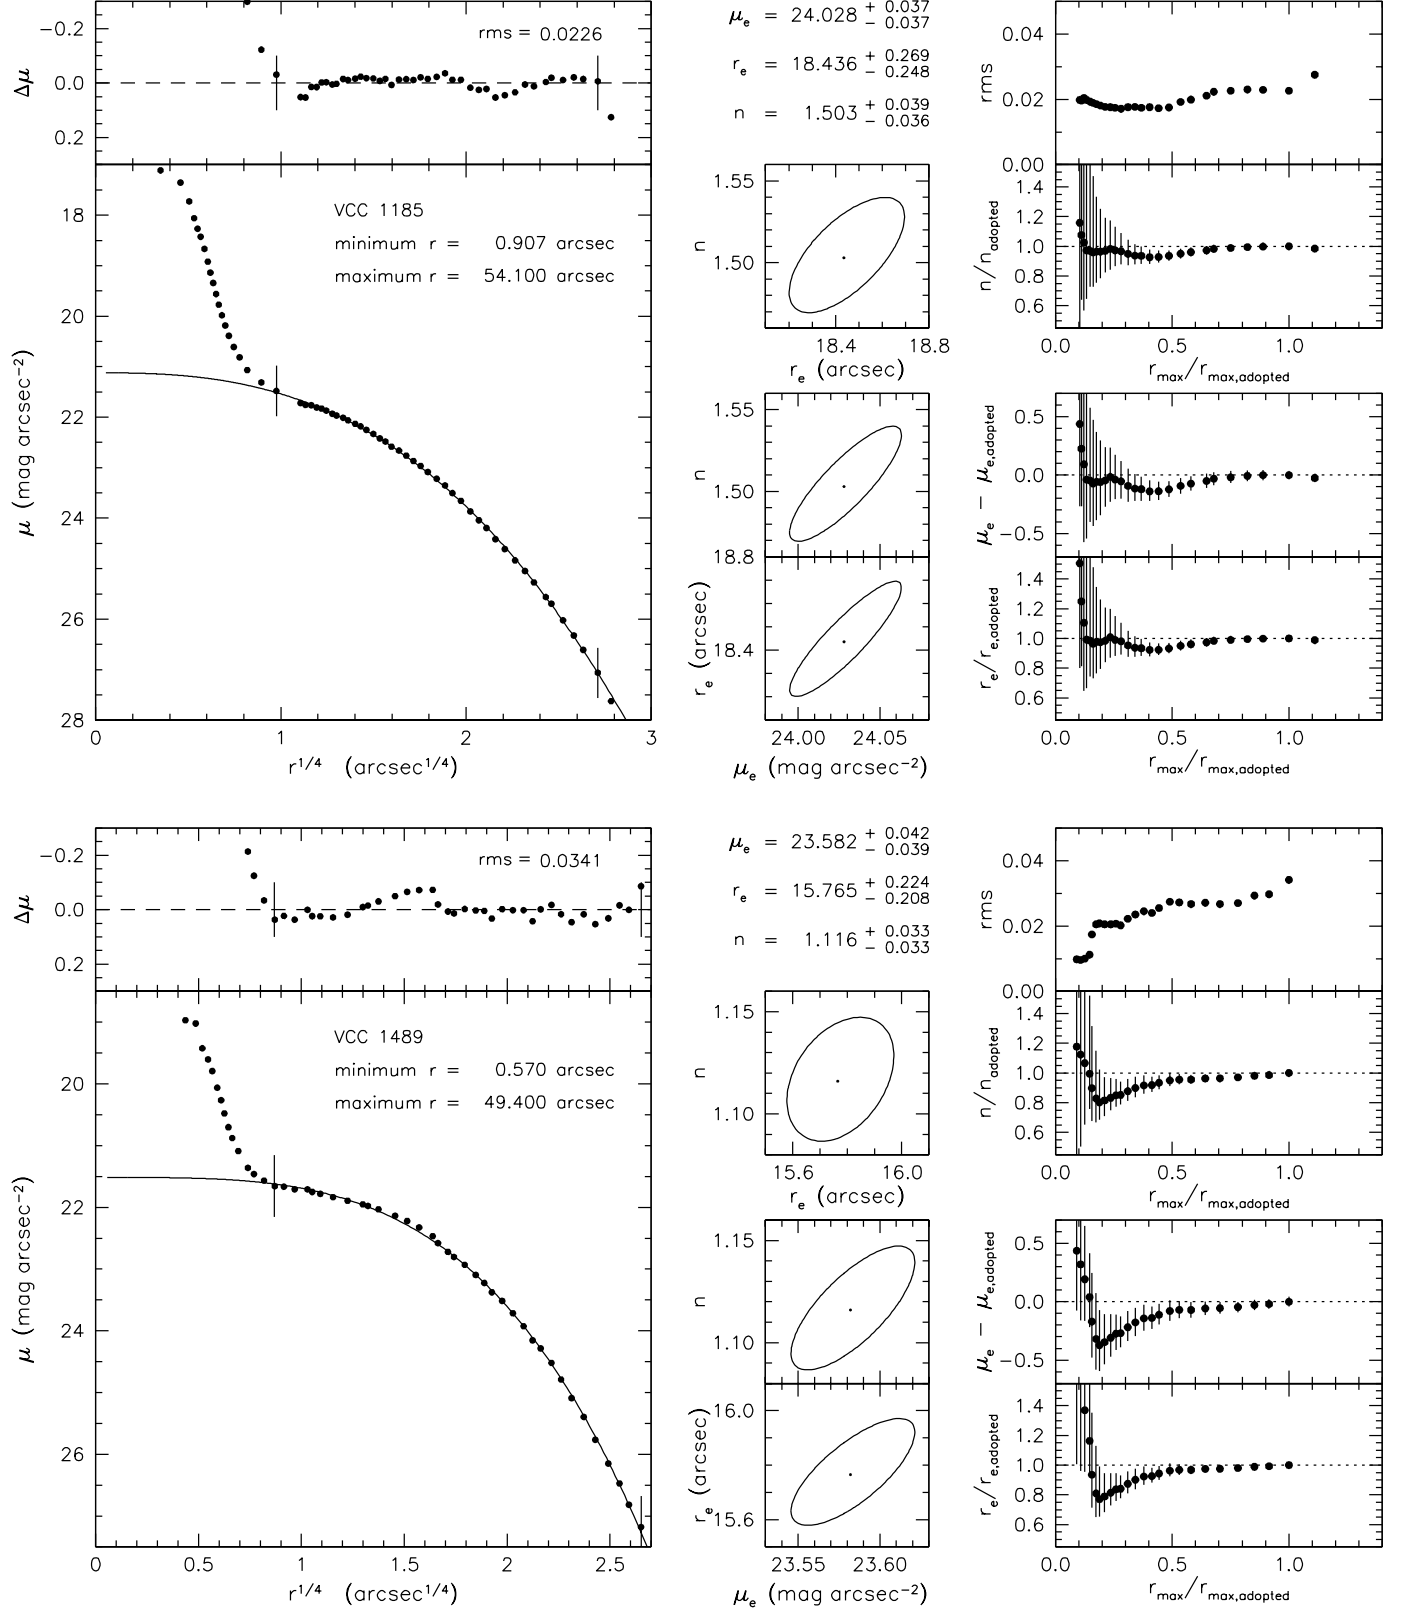 −0.2
0.0
0.2
Δμ
rms = 0.0226
18
20
22
24
26
28
μ (mag arcsec−2)
VCC 1185
minimum r = 0.907 arcsec
maximum r = 54.100 arcsec
0 1 2 3
r1/4 (arcsec1/4)
μe = 24.028 + 0.037 − 0.037
re = 18.436 + 0.269 − 0.248
n = 1.503 + 0.039 − 0.036
1.55
1.50
n
18.4 18.8
re (arcsec)
1.55
1.50
n
18.8
18.4
re (arcsec)
24.00 24.05
μe (mag arcsec−2)
0.04
0.02
0.00
rms
1.4
1.2
1.0
0.8
0.6
n/nadopted
0.0 0.5 1.0
rmax/rmax,adopted
0.5
0.0
−0.5
μe − μe,adopted
1.4
1.2
1.0
0.8
0.6
re/re,adopted
0.0 0.5 1.0
rmax/rmax,adopted
−0.2
0.0
0.2
Δμ
rms = 0.0341
20
22
24
26
μ (mag arcsec−2)
VCC 1489
minimum r = 0.570 arcsec
maximum r = 49.400 arcsec
0 0.5 1 1.5 2 2.5
r1/4 (arcsec1/4)
μe = 23.582 + 0.042 − 0.039
re = 15.765 + 0.224 − 0.208
n = 1.116 + 0.033 − 0.033
1.15
1.10
n
15.6 16.0
re (arcsec)
1.15
1.10
n
16.0
15.6
re (arcsec)
23.55 23.60
μe (mag arcsec−2)
0.04
0.02
0.00
rms
1.4
1.2
1.0
0.8
0.6
n/nadopted
0.0 0.5 1.0
rmax/rmax,adopted
0.5
0.0
−0.5
μe − μe,adopted
1.4
1.2
1.0
0.8
0.6
re/re,adopted
0.0 0.5 1.0
rmax/rmax,adopted